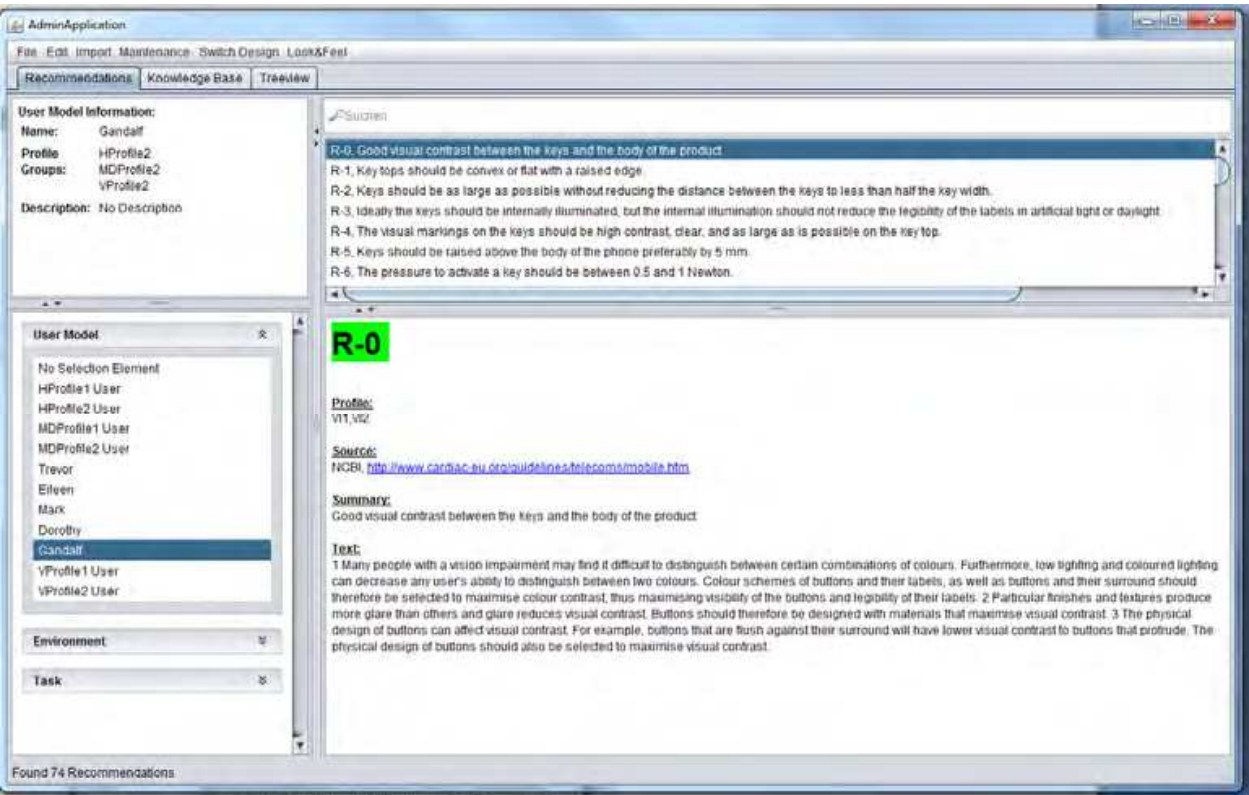 AdminApplication
File Edit Import Maintenance Switch Design Look&Feel
Recommendations Knowledge Base Treeview
User Model Information:
Name: Gandalf
Profile Groups: HProfile2
MDProfile2
VProfile2
Description: No Description
Suchen
R-0, Good visual contrast between the keys and the body of the product
R-1, Key tops should be convex or flat with a raised edge.
R-2, Keys should be as large as possible without reducing the distance between the keys to less than half the key width.
R-3, Ideally the keys should be internally illuminated, but the internal illumination should not reduce the legibility of the labels in artificial light or daylight.
R-4, The visual markings on the keys should be high contrast, clear, and as large as is possible on the key top.
R-5, Keys should be raised above the body of the phone preferably by 5 mm.
R-6, The pressure to activate a key should be between 0.5 and 1 Newton.
User Model
No Selection Element
HProfile1 User
HProfile2 User
MDProfile1 User
MDProfile2 User
Trevor
Eileen
Mark
Dorothy
Gandalf
VProfile1 User
VProfile2 User
Environment
Task
R-0
Profile:
VI1,VI2
Source:
NCBI, http://www.cardiac-eu.org/guidelines/telecoms/mobile.htm
Summary:
Good visual contrast between the keys and the body of the product
Text:
1 Many people with a vision impairment may find it difficult to distinguish between certain combinations of colours. Furthermore, low lighting and coloured lighting
can decrease any user's ability to distinguish between two colours. Colour schemes of buttons and their labels, as well as buttons and their surround should
therefore be selected to maximise colour contrast, thus maximising visibility of the buttons and legibility of their labels. 2 Particular finishes and textures produce
more glare than others and glare reduces visual contrast. Buttons should therefore be designed with materials that maximise visual contrast. 3 The physical
design of buttons can affect visual contrast. For example, buttons that are flush against their surround will have lower visual contrast to buttons that protrude. The
physical design of buttons should also be selected to maximise visual contrast.
Found 74 Recommendations